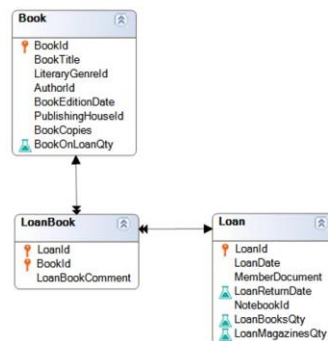 Book
BookId
BookTitle
LiteraryGenreId
AuthorId
BookEditionDate
PublishingHouseId
BookCopies
BookOnLoanQty
LoanBook
LoanId
BookId
LoanBookComment
Loan
LoanId
LoanDate
MemberDocument
LoanReturnDate
NotebookId
LoanBooksQty
LoanMagazinesQty